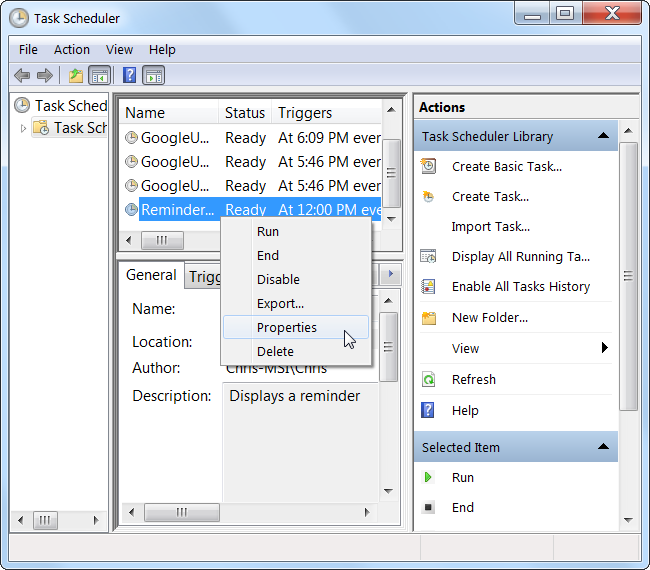 Task Scheduler
File Action View Help
Task Sched
Task Sch
Name Status Triggers
GoogleU... Ready At 6:09 PM ever
GoogleU... Ready At 5:46 PM ever
GoogleU... Ready At 5:46 PM ever
Reminder... Ready At 12:00 PM eve
Run
End
Disable
Export...
Properties
Delete
General Trigg
Name:
Location:
Author: Chris-MSI\Chris
Description: Displays a reminder
Actions
Task Scheduler Library
Create Basic Task...
Create Task...
Import Task...
Display All Running Ta...
Enable All Tasks History
New Folder...
View
Refresh
Help
Selected Item
Run
End